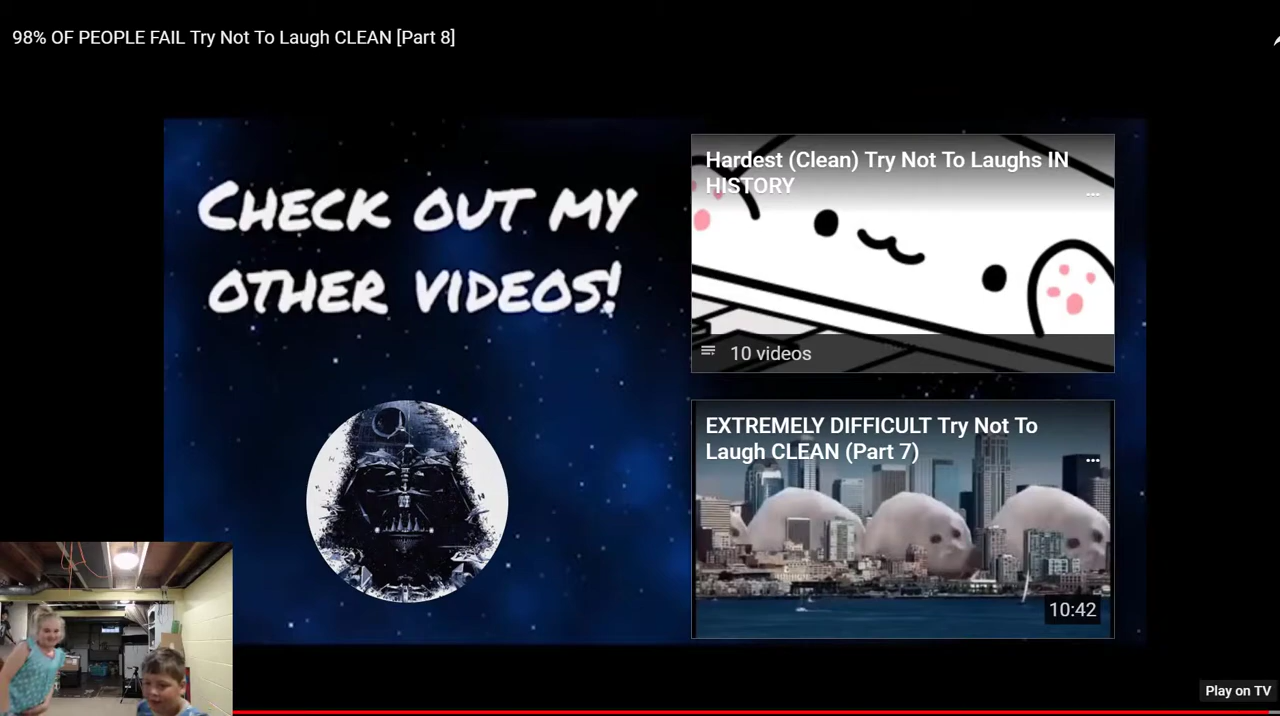 98% OF PEOPLE FAIL Try Not To Laugh CLEAN [Part 8]
CHECK OUT MY
OTHER VIDEOS!
Hardest (Clean) Try Not To Laughs IN
HISTORY
10 videos
EXTREMELY DIFFICULT Try Not To
Laugh CLEAN (Part 7)
10:42
Play on TV